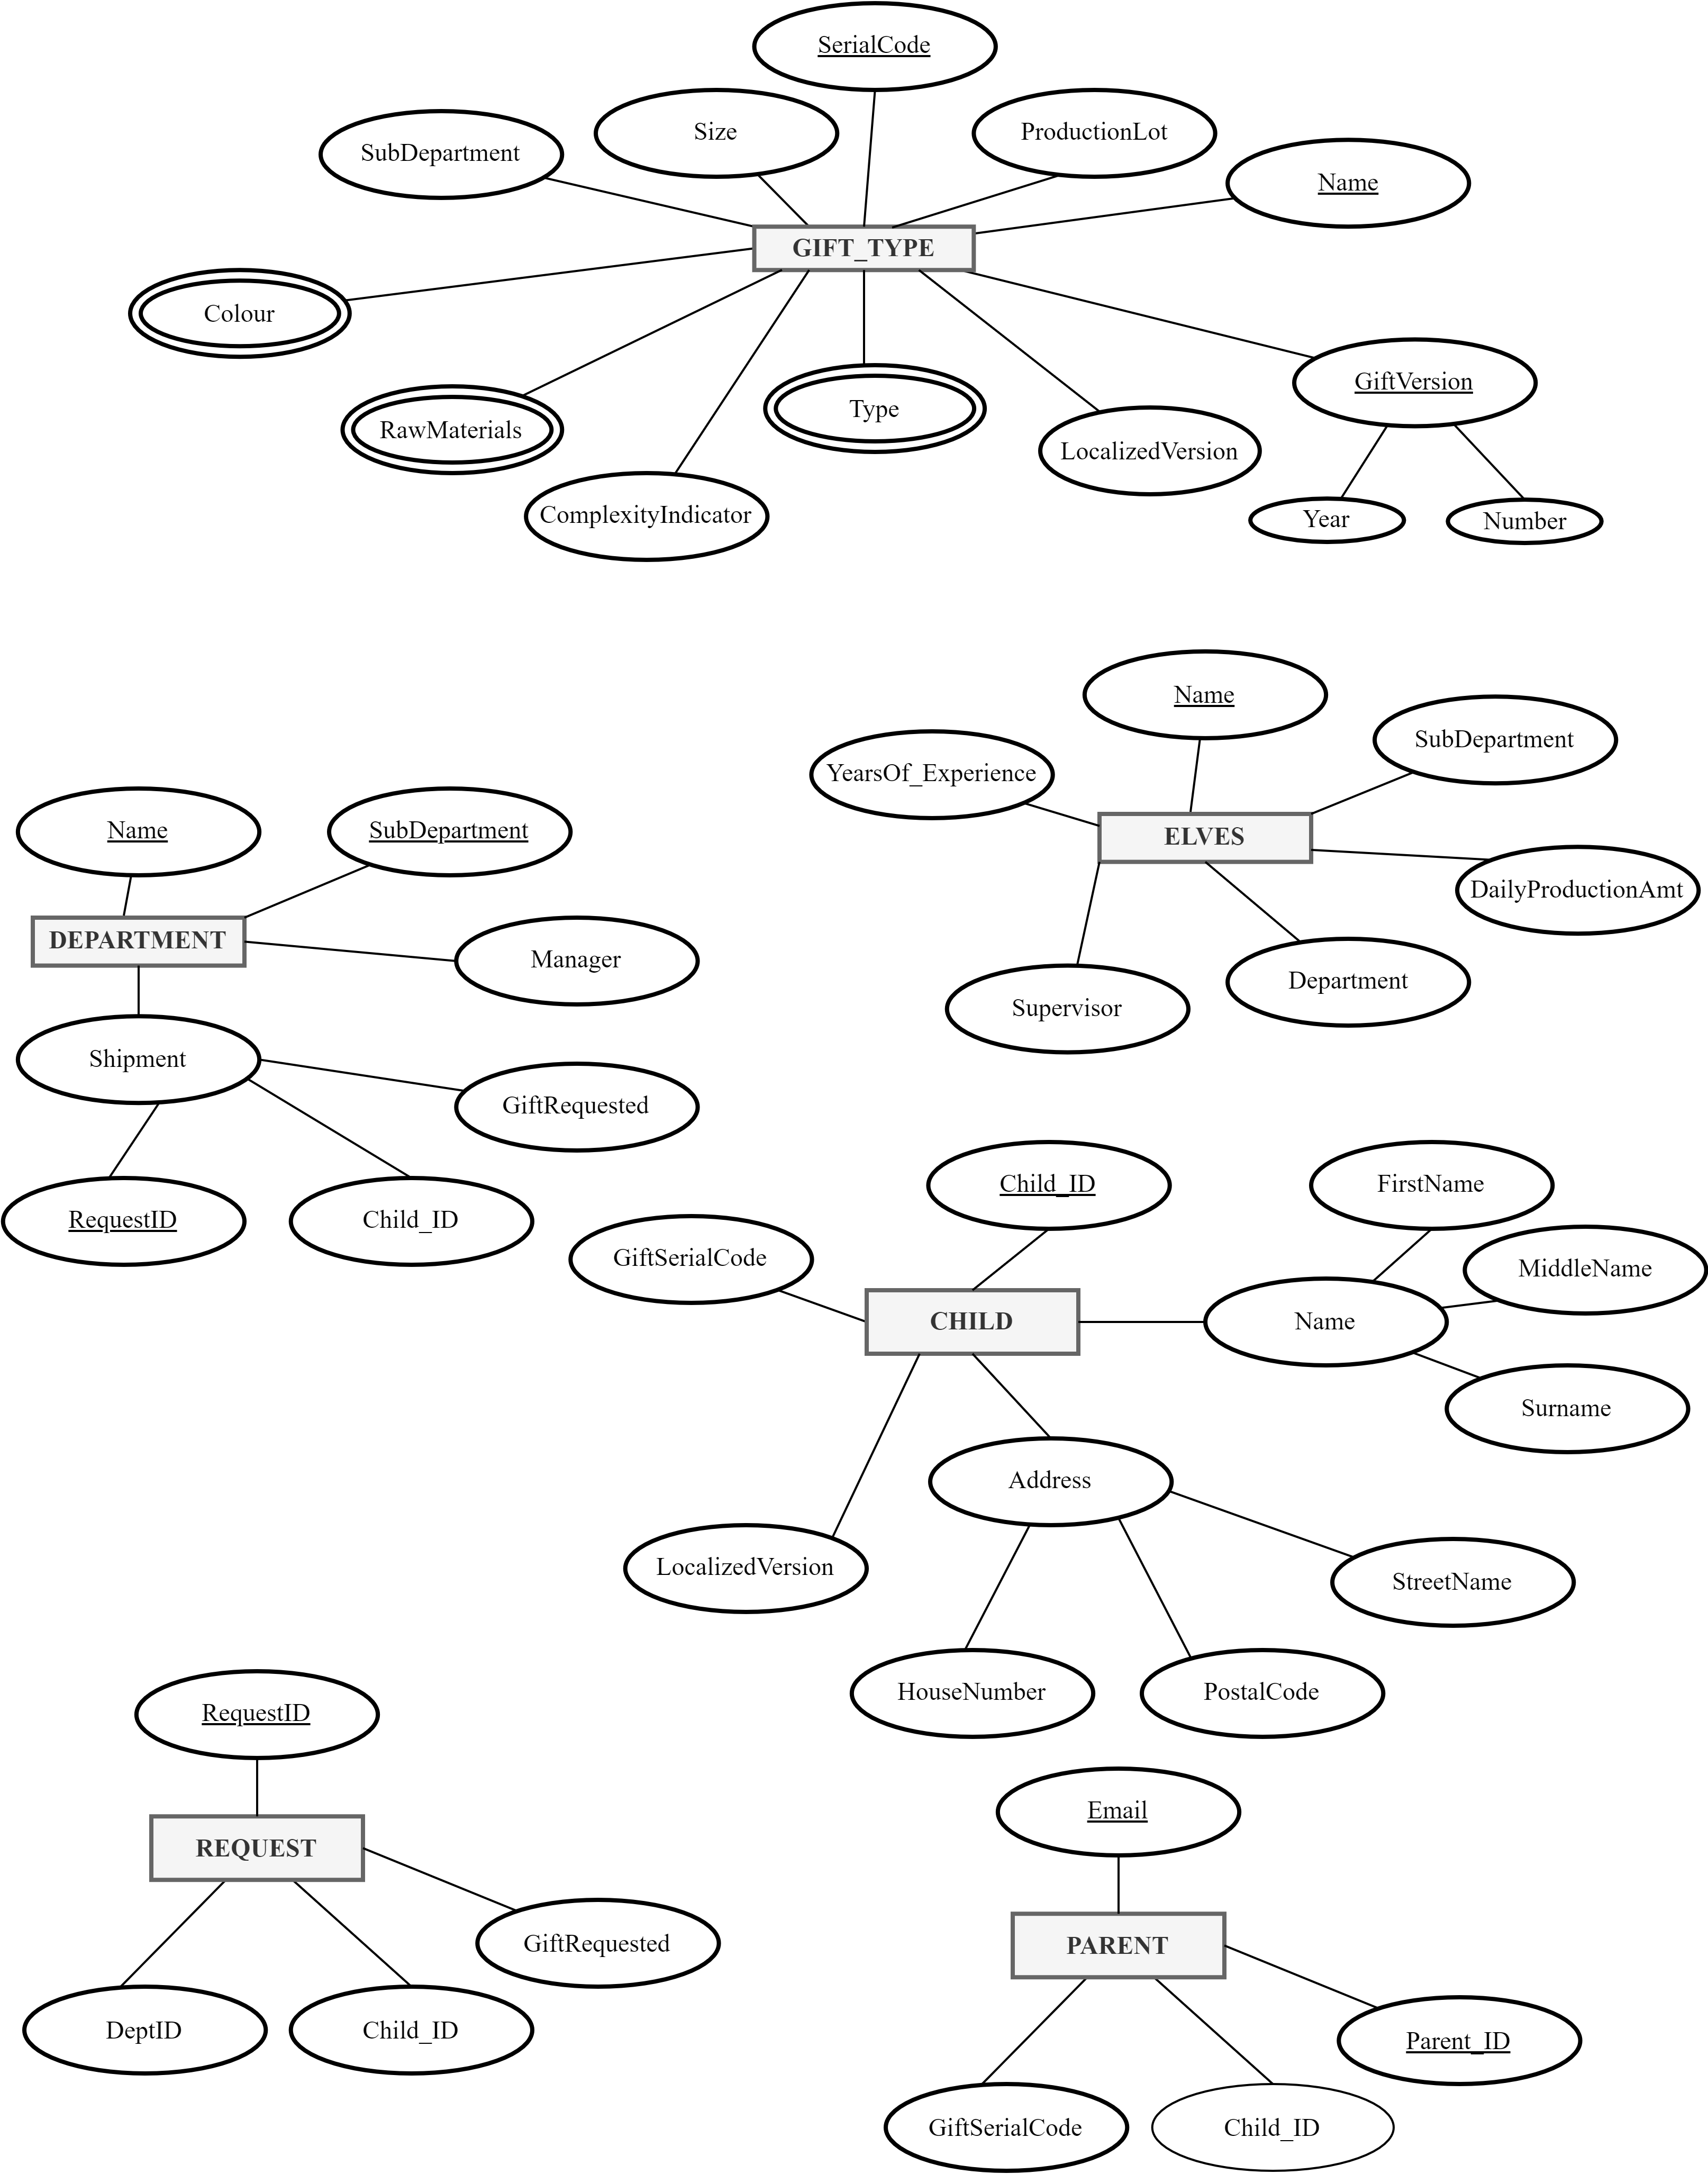 SerialCode
Size
ProductionLot
SubDepartment
Name
GIFT_TYPE
Colour
GiftVersion
Type
RawMaterials
LocalizedVersion
ComplexityIndicator
Year
Number
Name
SubDepartment
YearsOf_Experience
ELVES
DailyProductionAmt
Department
Supervisor
Name
SubDepartment
DEPARTMENT
Manager
Shipment
GiftRequested
RequestID
Child_ID
Child_ID
FirstName
GiftSerialCode
MiddleName
CHILD
Name
Surname
Address
LocalizedVersion
StreetName
HouseNumber
PostalCode
RequestID
REQUEST
GiftRequested
DeptID
Child_ID
Email
PARENT
Parent_ID
GiftSerialCode
Child_ID